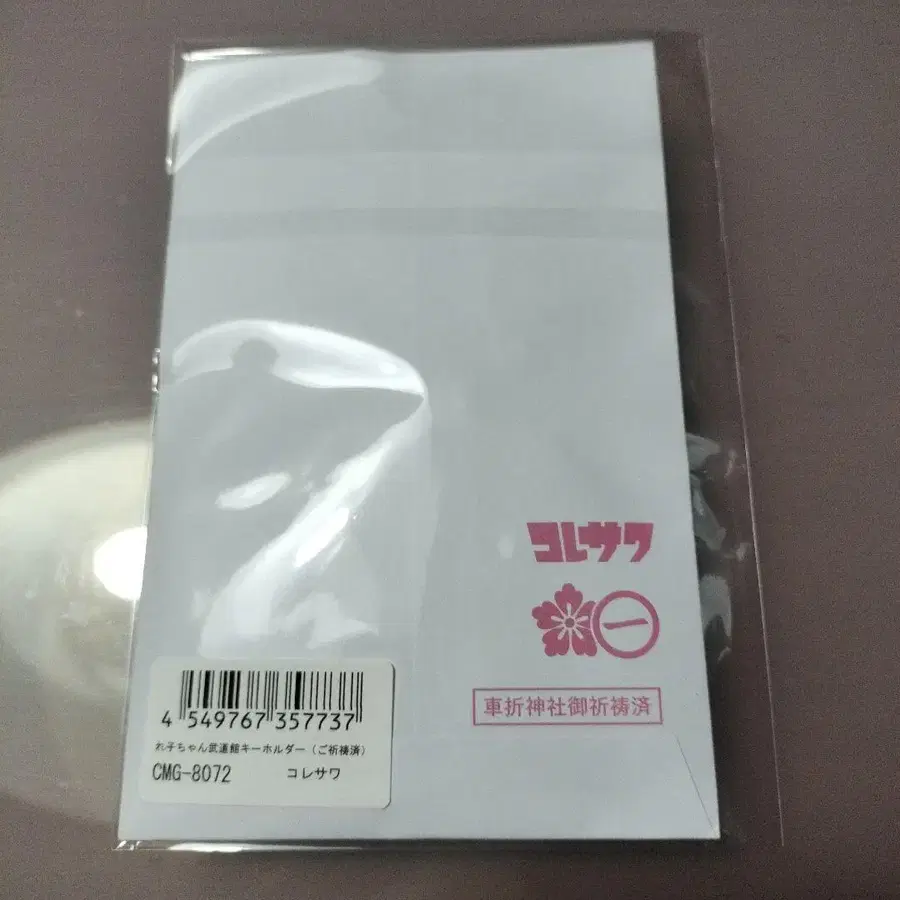 コレサワ
一
車折神社御祈祷済
4 549767 357737
れ子ちゃん武道館キーホルダー（ご祈祷済）
CMG-8072 コレサワ